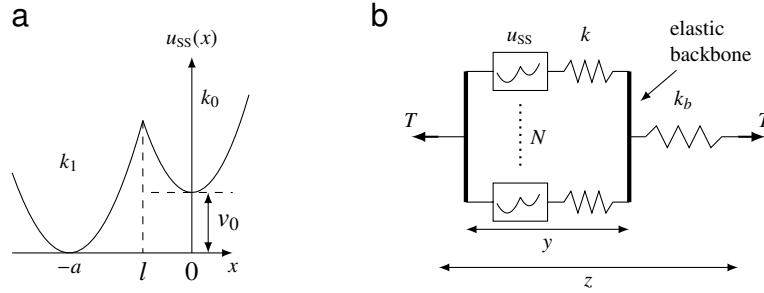 a
u_SS(x)
k_0
k_1
v_0
−a
l
0
x
b
u_SS
k
elastic
backbone
k_b
T
N
T
y
z